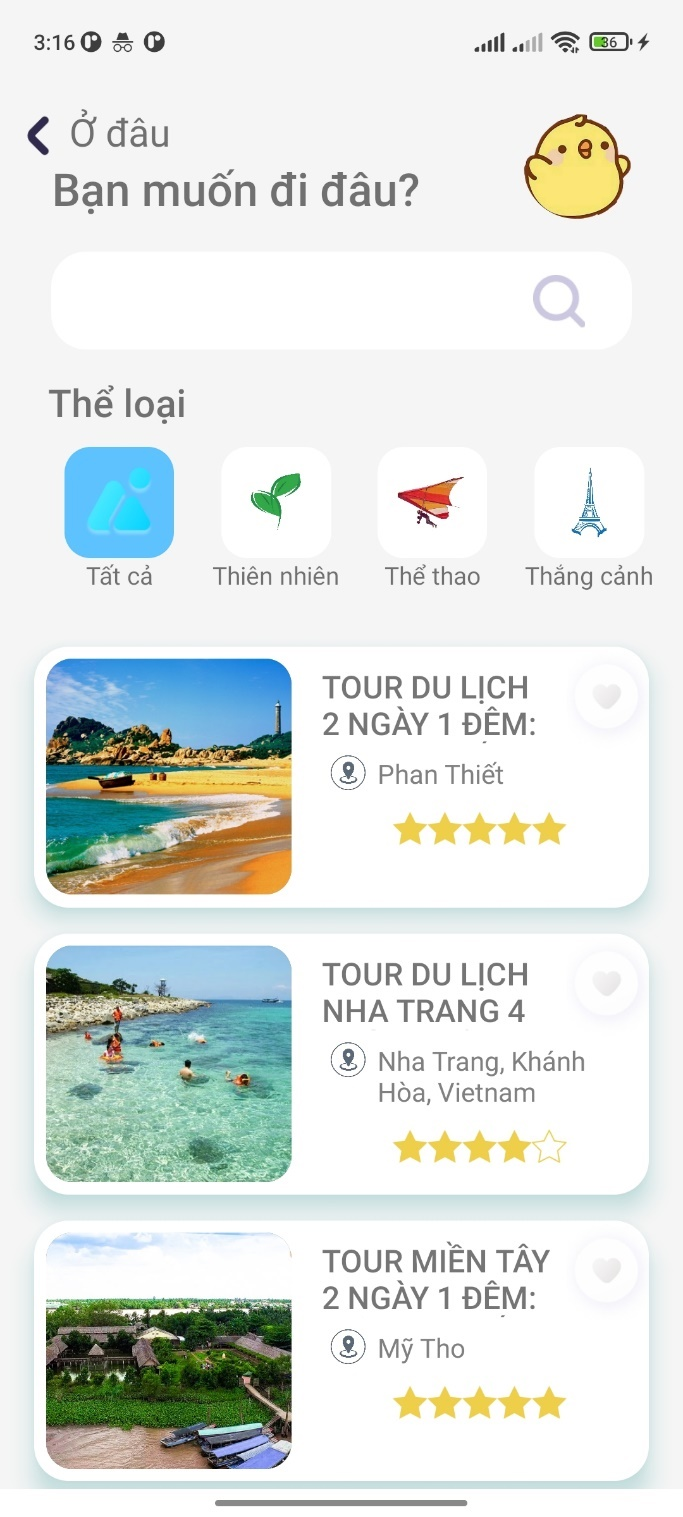 3:16
36
Ở đâu
Bạn muốn đi đâu?
Thể loại
Tất cả
Thiên nhiên
Thể thao
Thắng cảnh
TOUR DU LỊCH
2 NGÀY 1 ĐÊM:
Phan Thiết
TOUR DU LỊCH
NHA TRANG 4
Nha Trang, Khánh
Hòa, Vietnam
TOUR MIỀN TÂY
2 NGÀY 1 ĐÊM:
Mỹ Tho